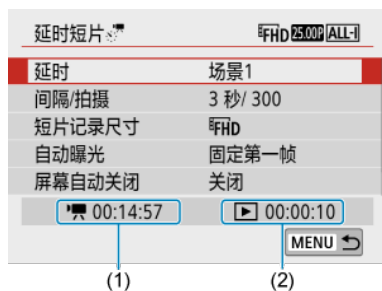 延时短片 FHD 25.00P ALL-I
延时 场景1
间隔/拍摄 3 秒/ 300
短片记录尺寸 FHD
自动曝光 固定第一帧
屏幕自动关闭 关闭
00:14:57 00:00:10
MENU
(1) (2)